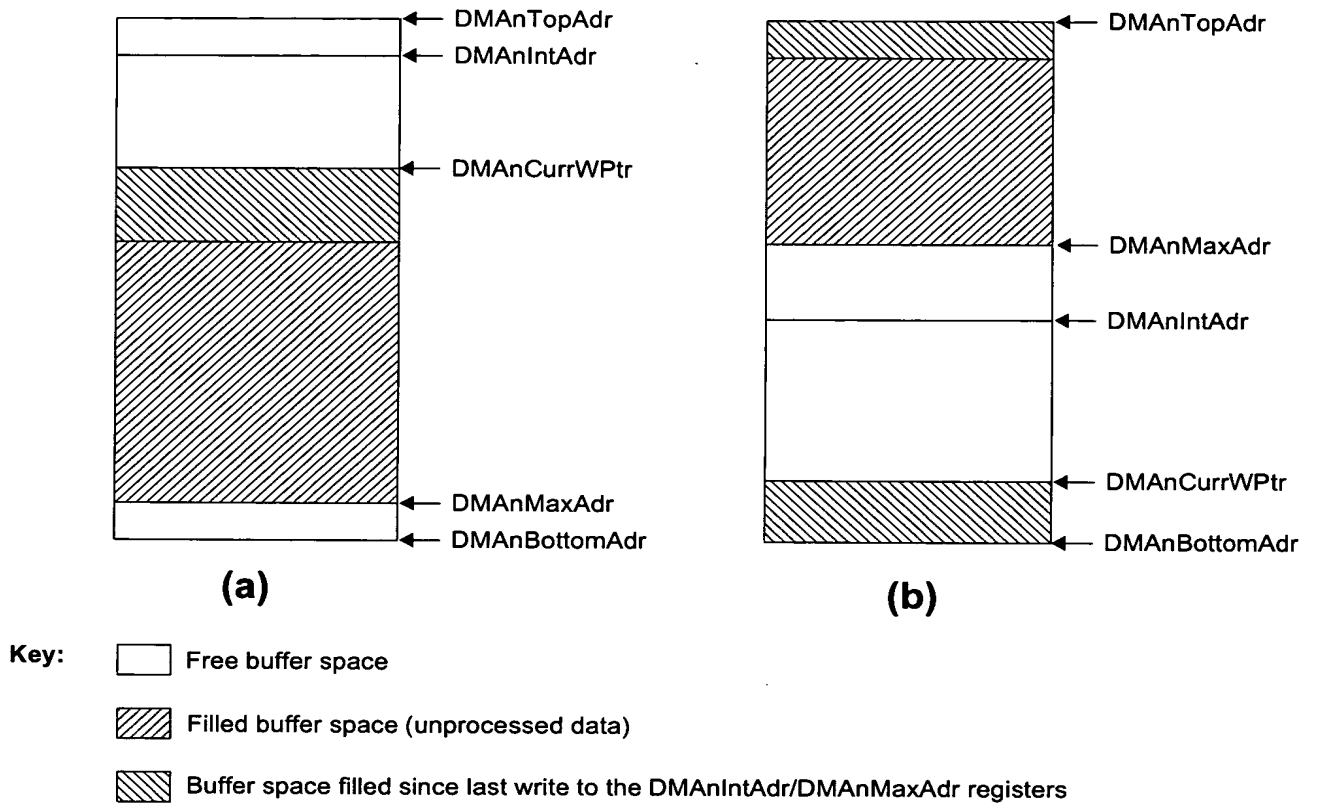 DMAnTopAdr
DMAnIntAdr
DMAnCurrWPtr
DMAnMaxAdr
DMAnBottomAdr
(a)
DMAnTopAdr
DMAnMaxAdr
DMAnIntAdr
DMAnCurrWPtr
DMAnBottomAdr
(b)
Key:
Free buffer space
Filled buffer space (unprocessed data)
Buffer space filled since last write to the DMAnIntAdr/DMAnMaxAdr registers